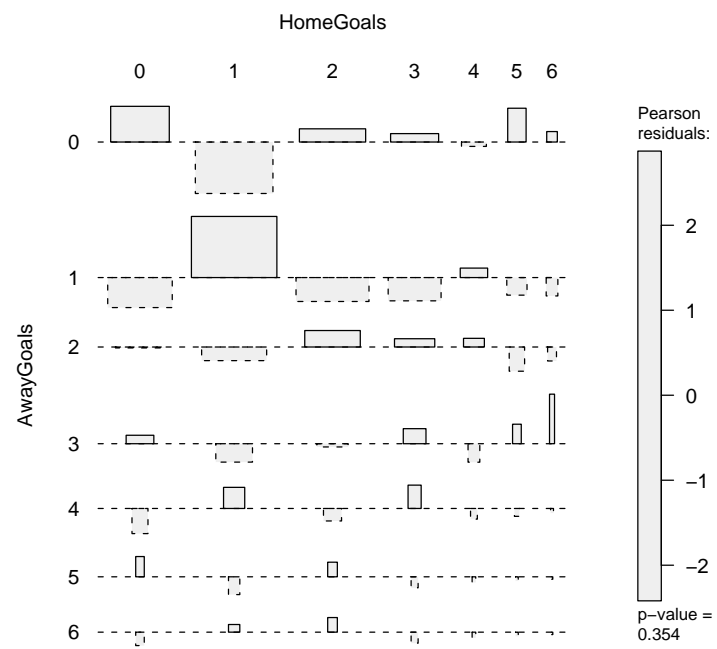 HomeGoals
0 1 2 3 4 5 6
AwayGoals
0
1
2
3
4
5
6
Pearson
residuals:
2
1
0
−1
−2
p−value =
0.354